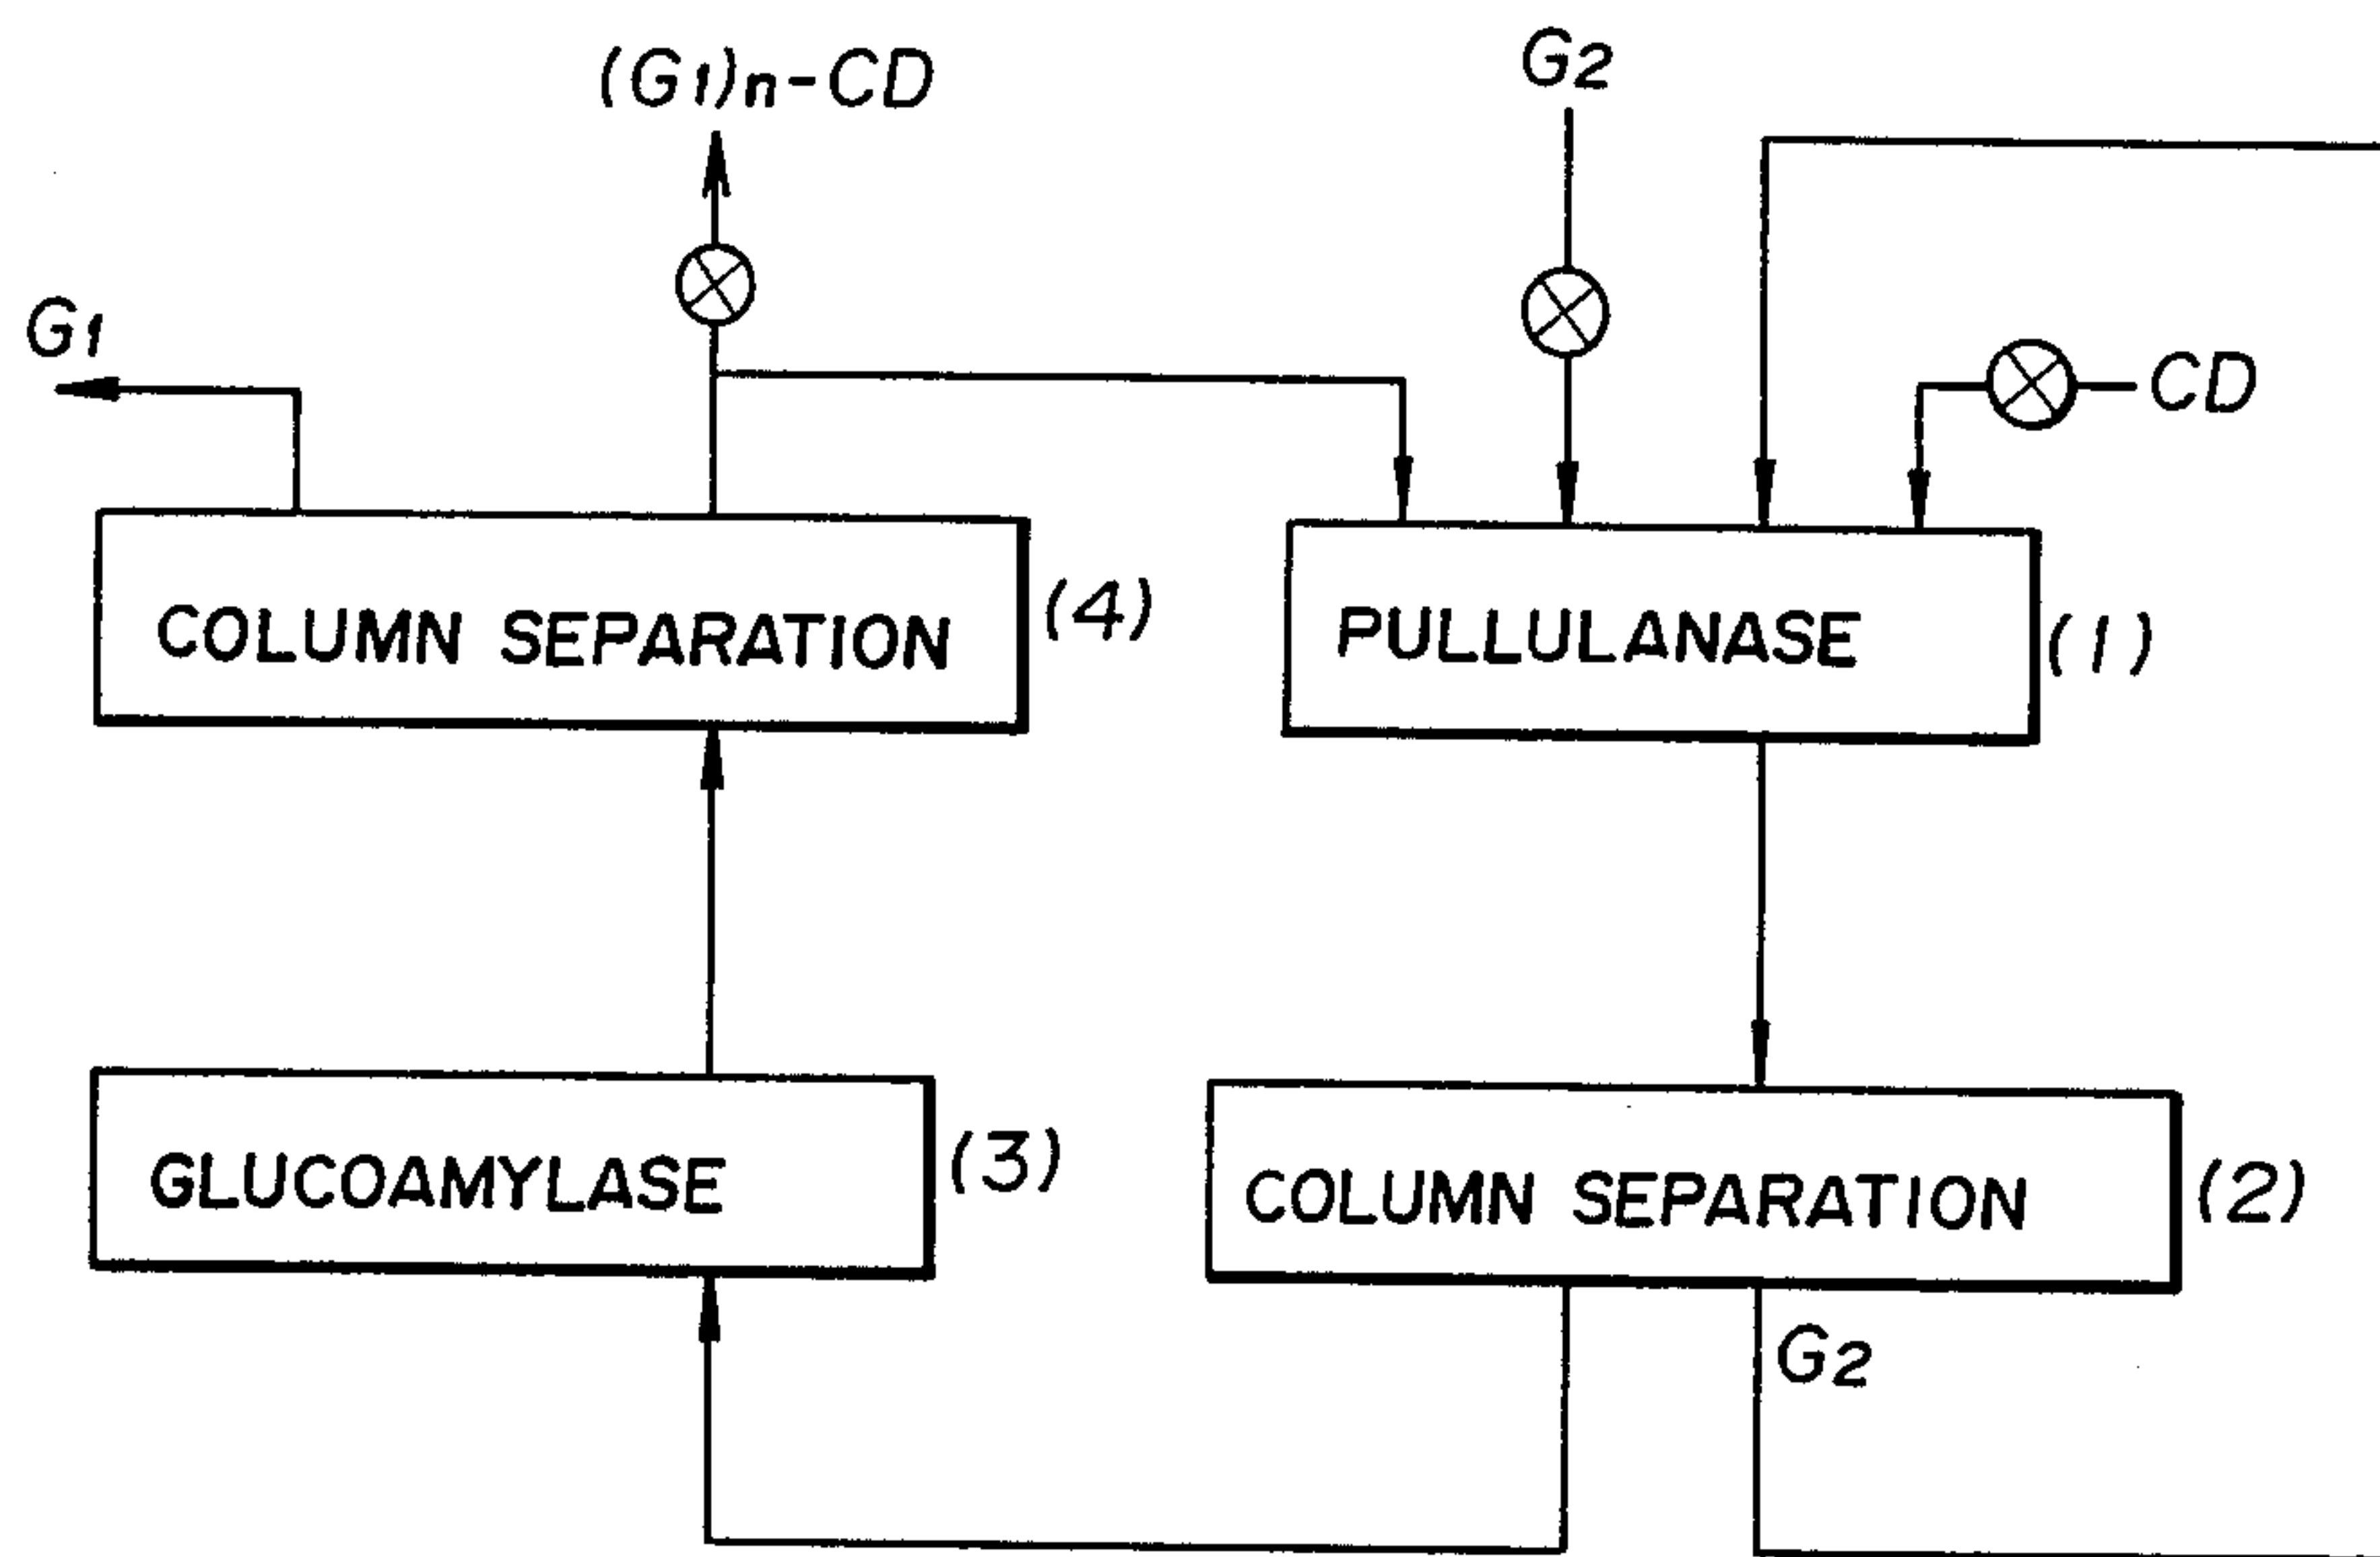 (G1)n-CD
G2
G1
CD
COLUMN SEPARATION
(4)
PULLULANASE
(1)
GLUCOAMYLASE
(3)
COLUMN SEPARATION
(2)
G2